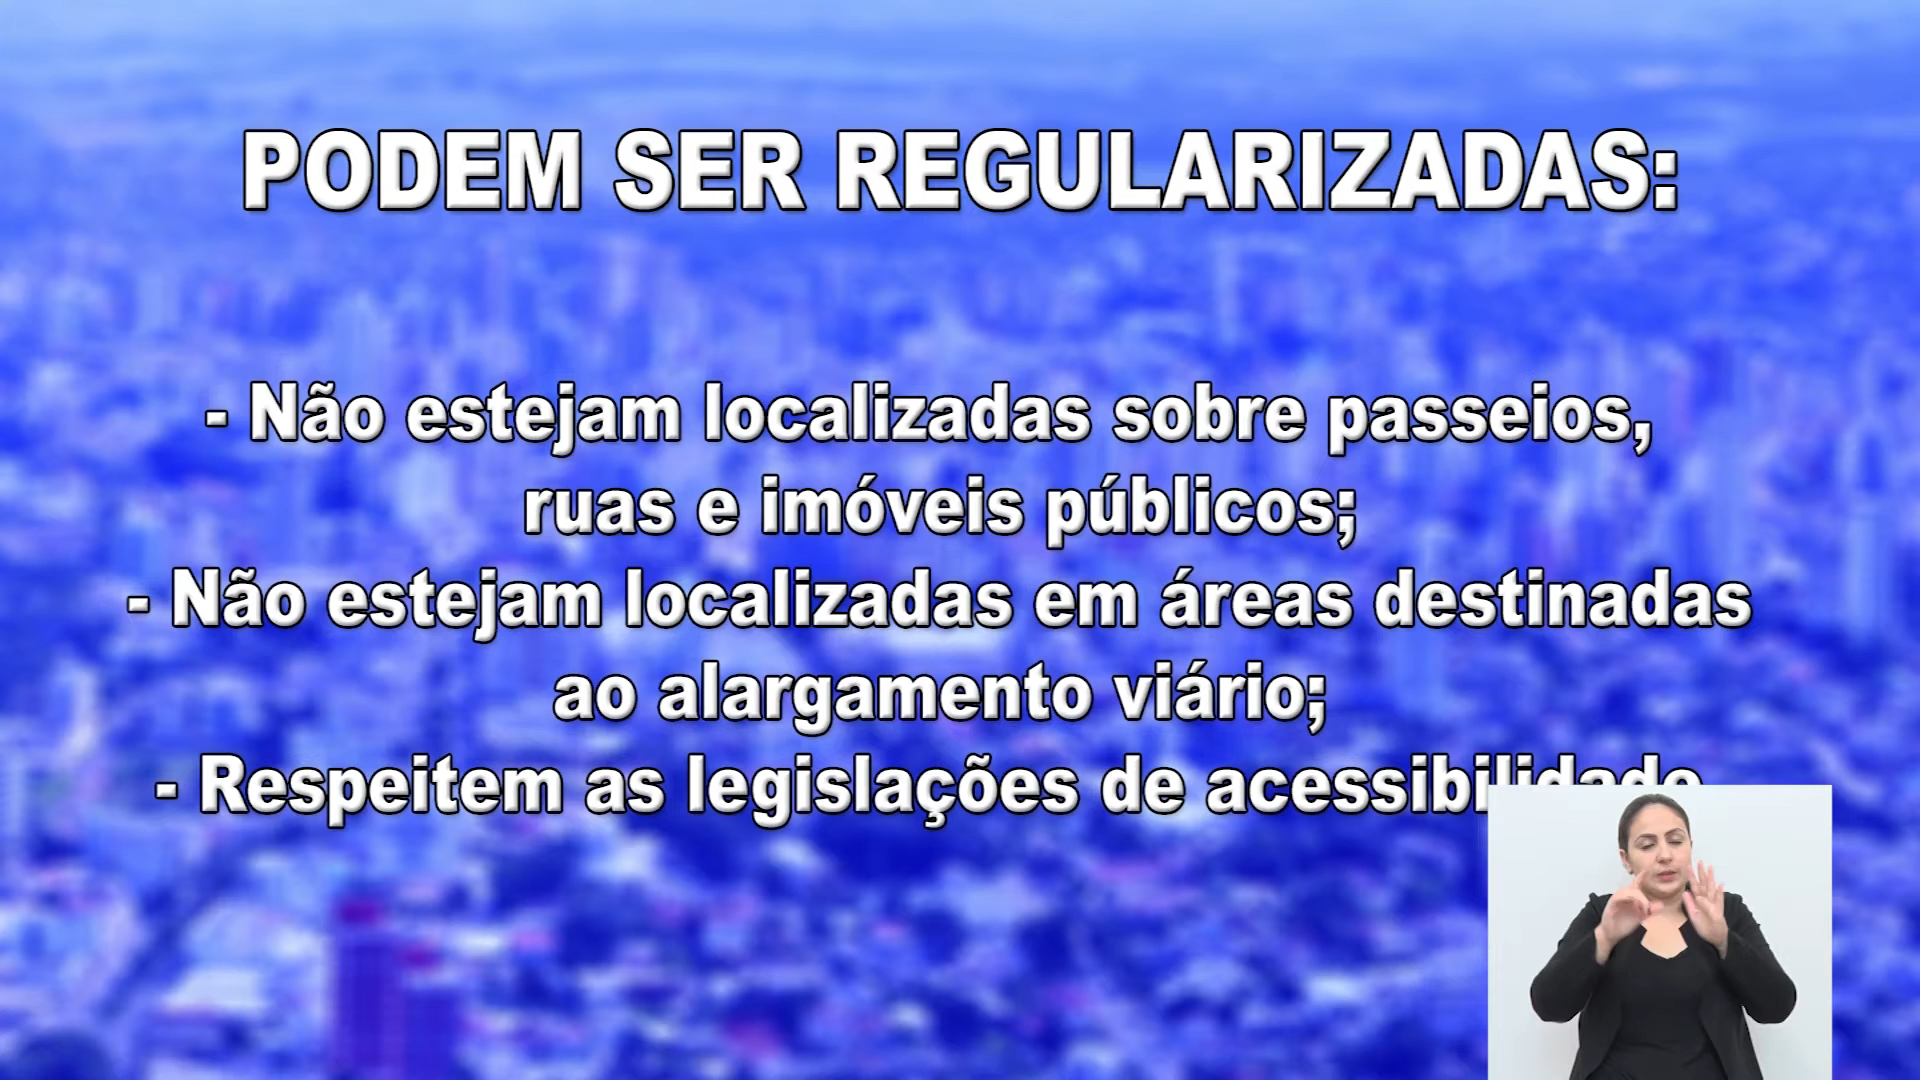 PODEM SER REGULARIZADAS:
- Não estejam localizadas sobre passeios,
ruas e imóveis públicos;
- Não estejam localizadas em áreas destinadas
ao alargamento viário;
- Respeitem as legislações de acessibilidade